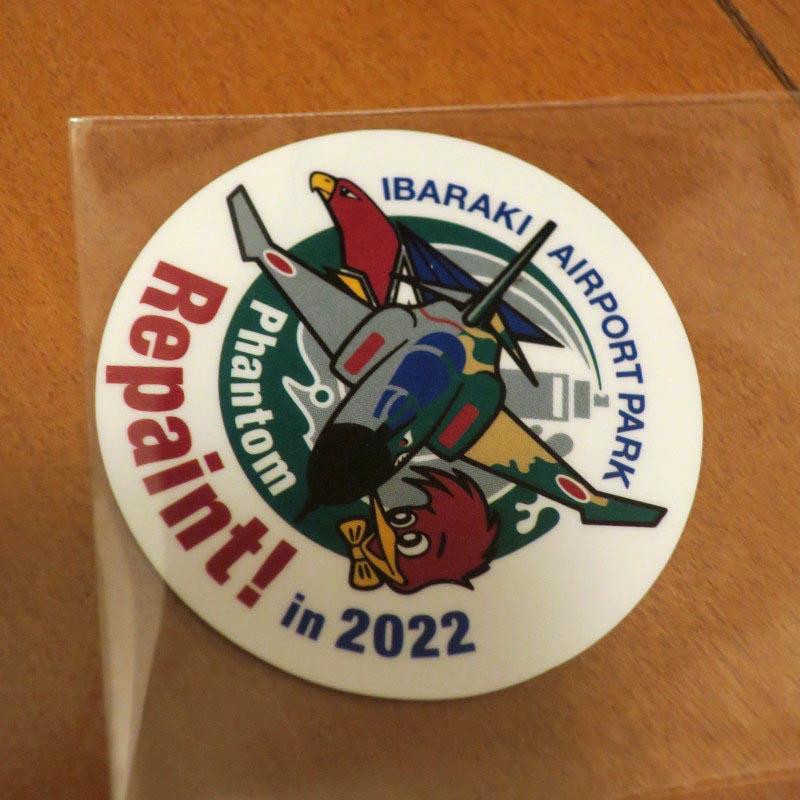 IBARAKI AIRPORT PARK
Phantom
Repaint!
in 2022